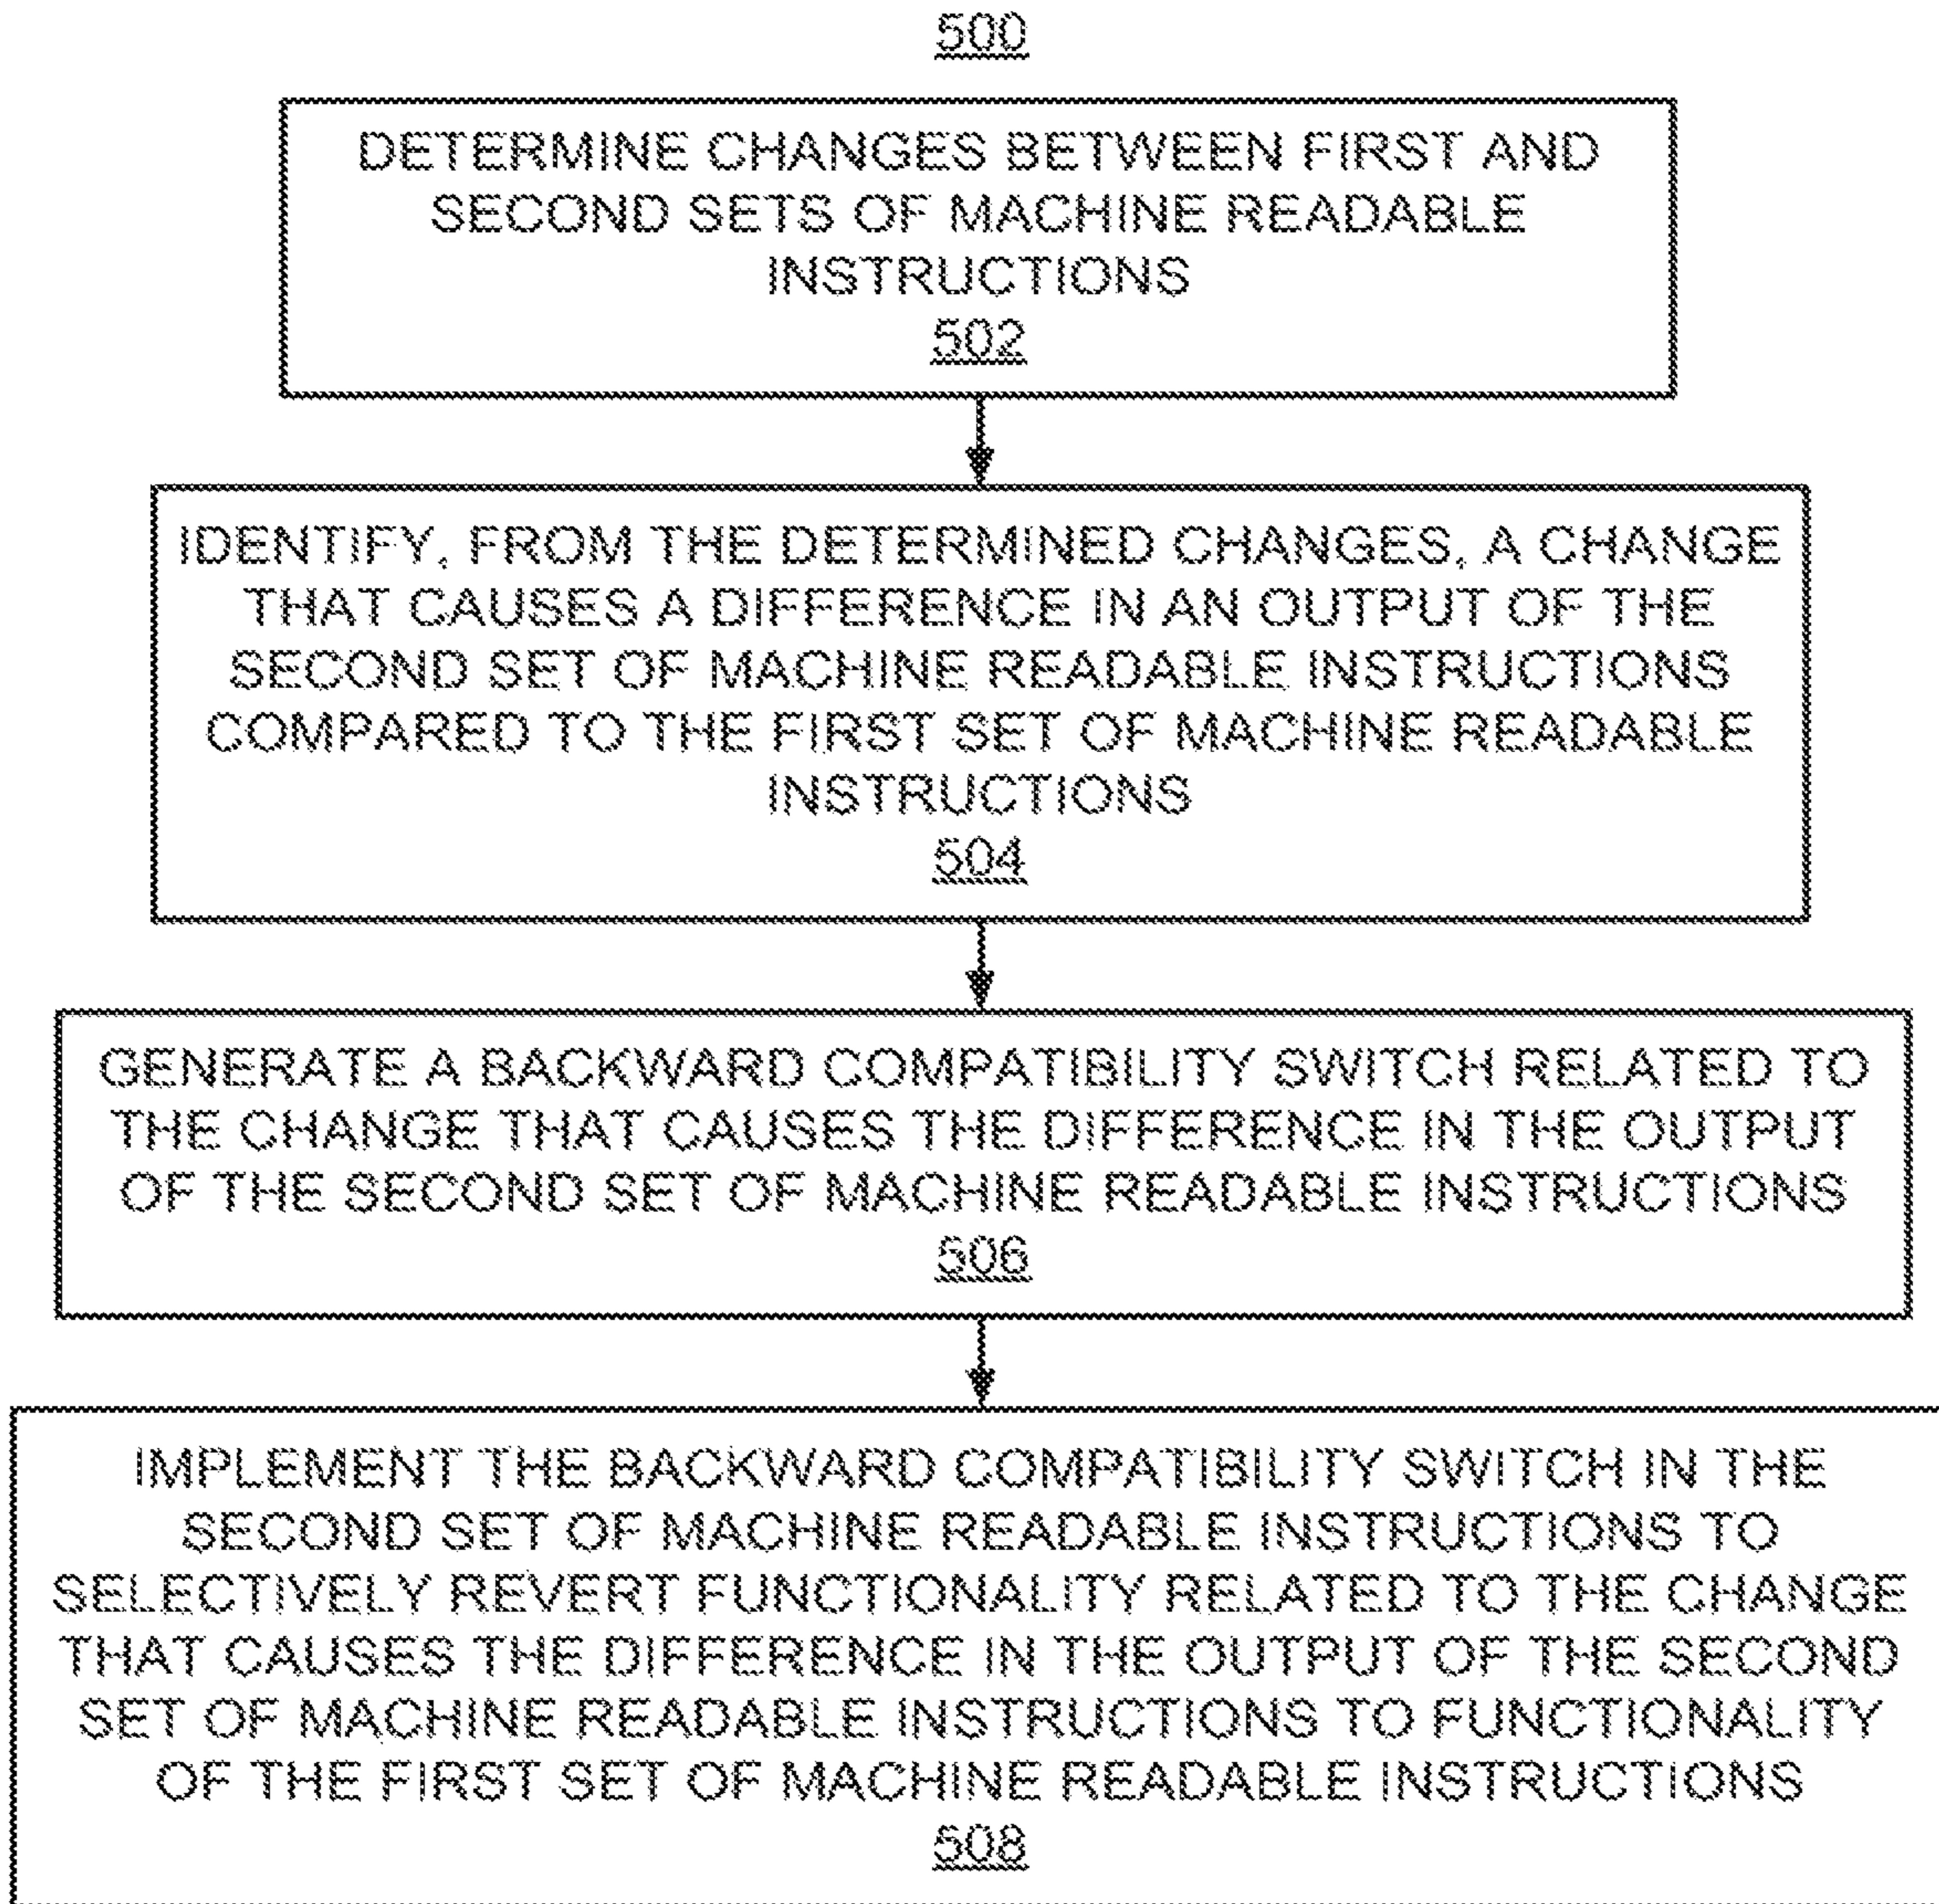 500
DETERMINE CHANGES BETWEEN FIRST AND
SECOND SETS OF MACHINE READABLE
INSTRUCTIONS
502
IDENTIFY, FROM THE DETERMINED CHANGES, A CHANGE
THAT CAUSES A DIFFERENCE IN AN OUTPUT OF THE
SECOND SET OF MACHINE READABLE INSTRUCTIONS
COMPARED TO THE FIRST SET OF MACHINE READABLE
INSTRUCTIONS
504
GENERATE A BACKWARD COMPATIBILITY SWITCH RELATED TO
THE CHANGE THAT CAUSES THE DIFFERENCE IN THE OUTPUT
OF THE SECOND SET OF MACHINE READABLE INSTRUCTIONS
506
IMPLEMENT THE BACKWARD COMPATIBILITY SWITCH IN THE
SECOND SET OF MACHINE READABLE INSTRUCTIONS TO
SELECTIVELY REVERT FUNCTIONALITY RELATED TO THE CHANGE
THAT CAUSES THE DIFFERENCE IN THE OUTPUT OF THE SECOND
SET OF MACHINE READABLE INSTRUCTIONS TO FUNCTIONALITY
OF THE FIRST SET OF MACHINE READABLE INSTRUCTIONS
508